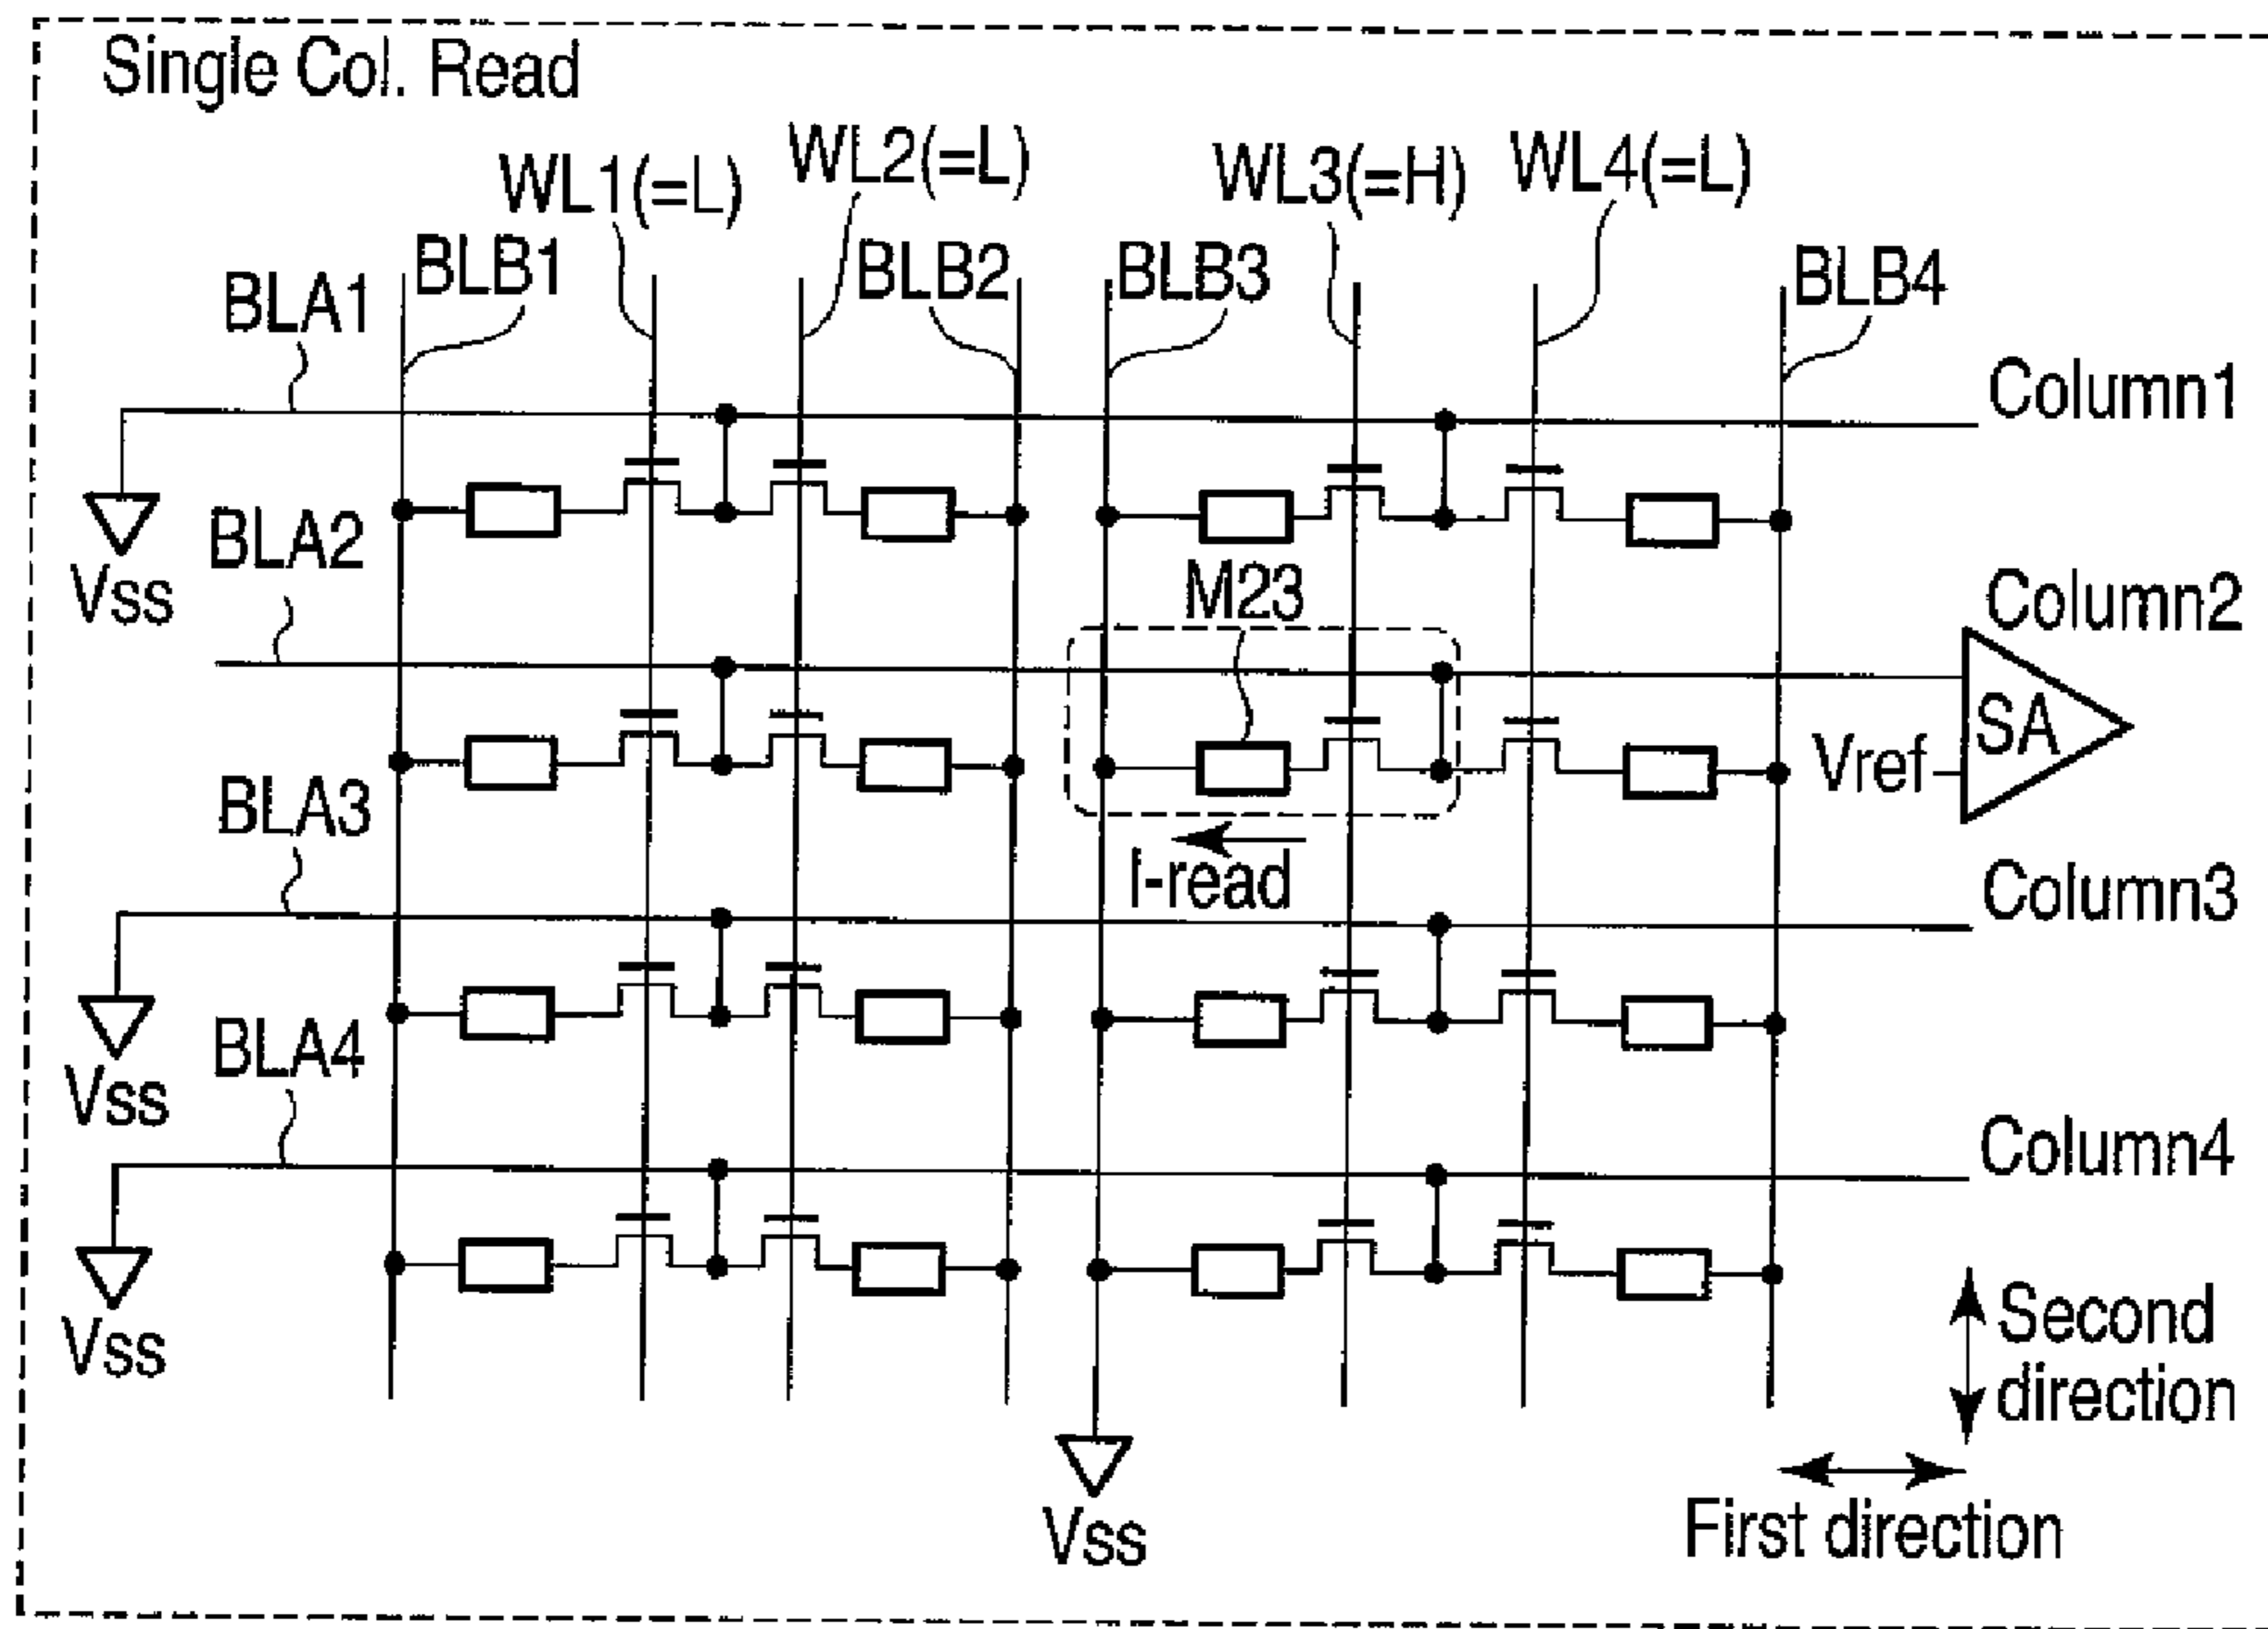 Single Col. Read
WL1(=L)
WL2(=L)
WL3(=H)
WL4(=L)
BLA1
BLB1
BLB2
BLB3
BLB4
Column1
Vss
BLA2
M23
Column2
SA
Vref
BLA3
I-read
Column3
Vss
BLA4
Column4
Vss
Second
direction
First direction
Vss